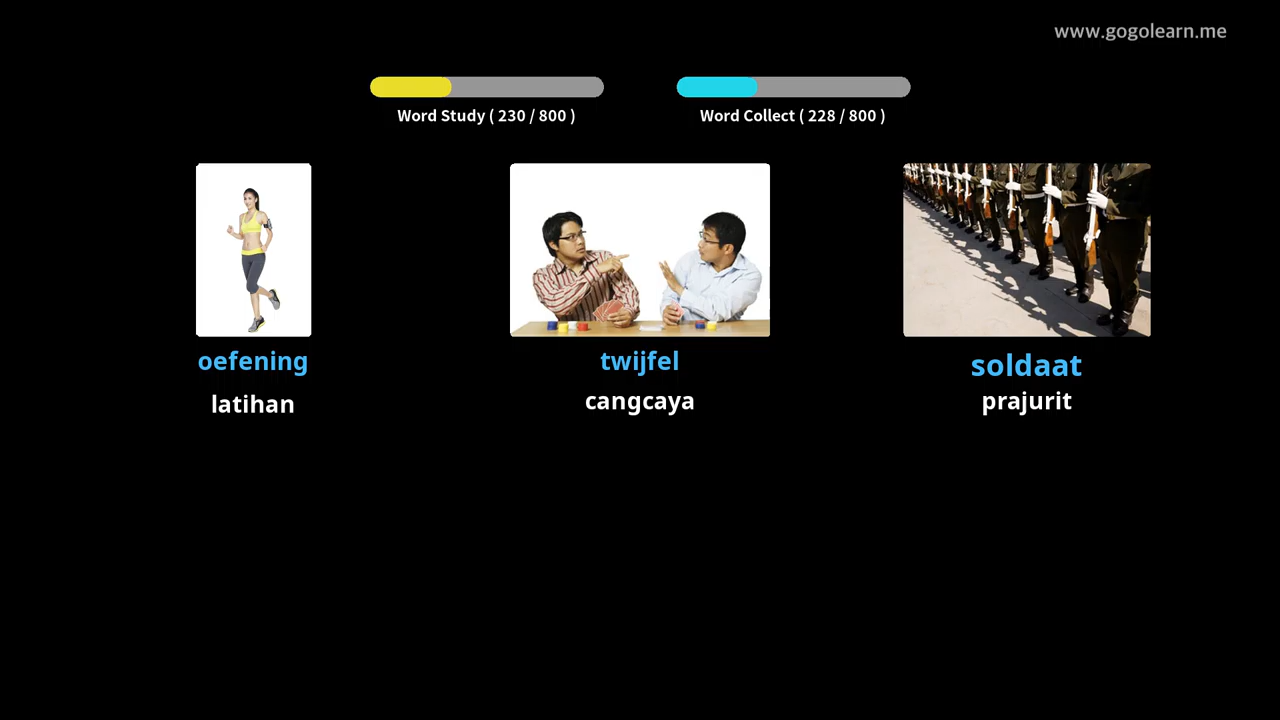 www.gogolearn.me
Word Study ( 230 / 800 )
Word Collect ( 228 / 800 )
oefening
latihan
twijfel
cangcaya
soldaat
prajurit